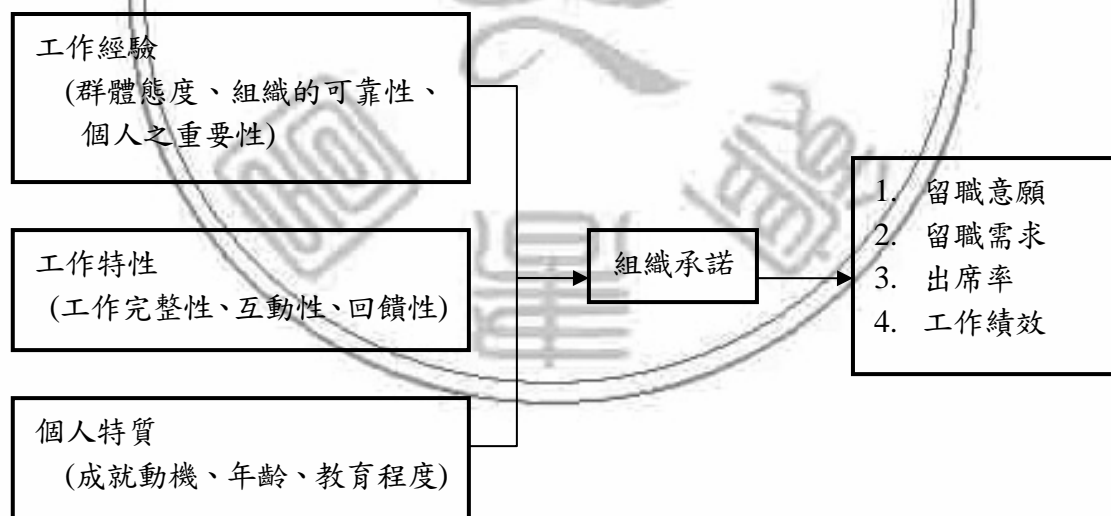 工作經驗
(群體態度、組織的可靠性、
個人之重要性)
工作特性
(工作完整性、互動性、回饋性)
個人特質
(成就動機、年齡、教育程度)
組織承諾
1. 留職意願
2. 留職需求
3. 出席率
4. 工作績效